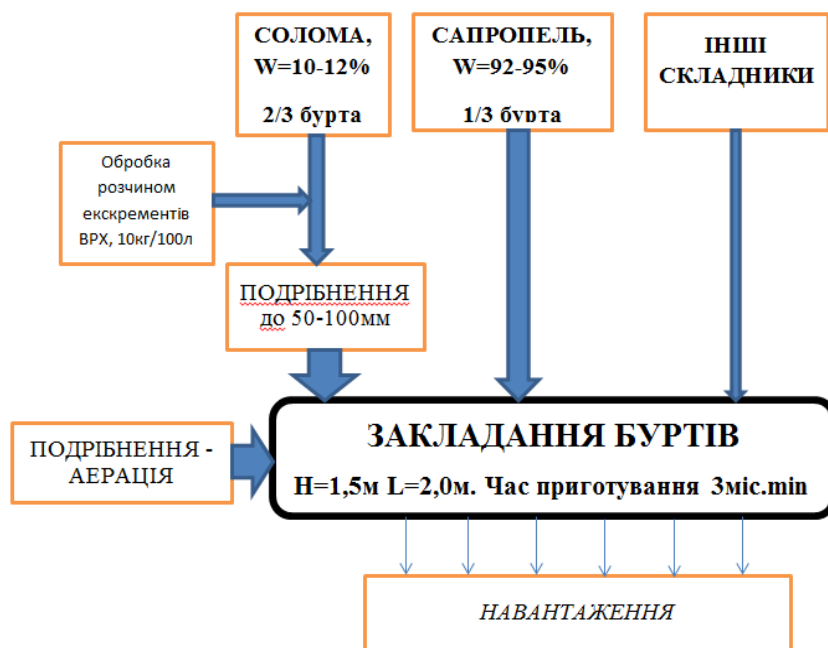 СОЛОМА,
W=10-12%
2/3 бурта
САПРОПЕЛЬ,
W=92-95%
1/3 бурта
ІНШІ
СКЛАДНИКИ
Обробка
розчином
екскрементів
ВРХ, 10кг/100л
ПОДРІБНЕННЯ
до 50-100мм
ПОДРІБНЕННЯ -
АЕРАЦІЯ
ЗАКЛАДАННЯ БУРТІВ
H=1,5м L=2,0м. Час приготування 3міс.min
НАВАНТАЖЕННЯ